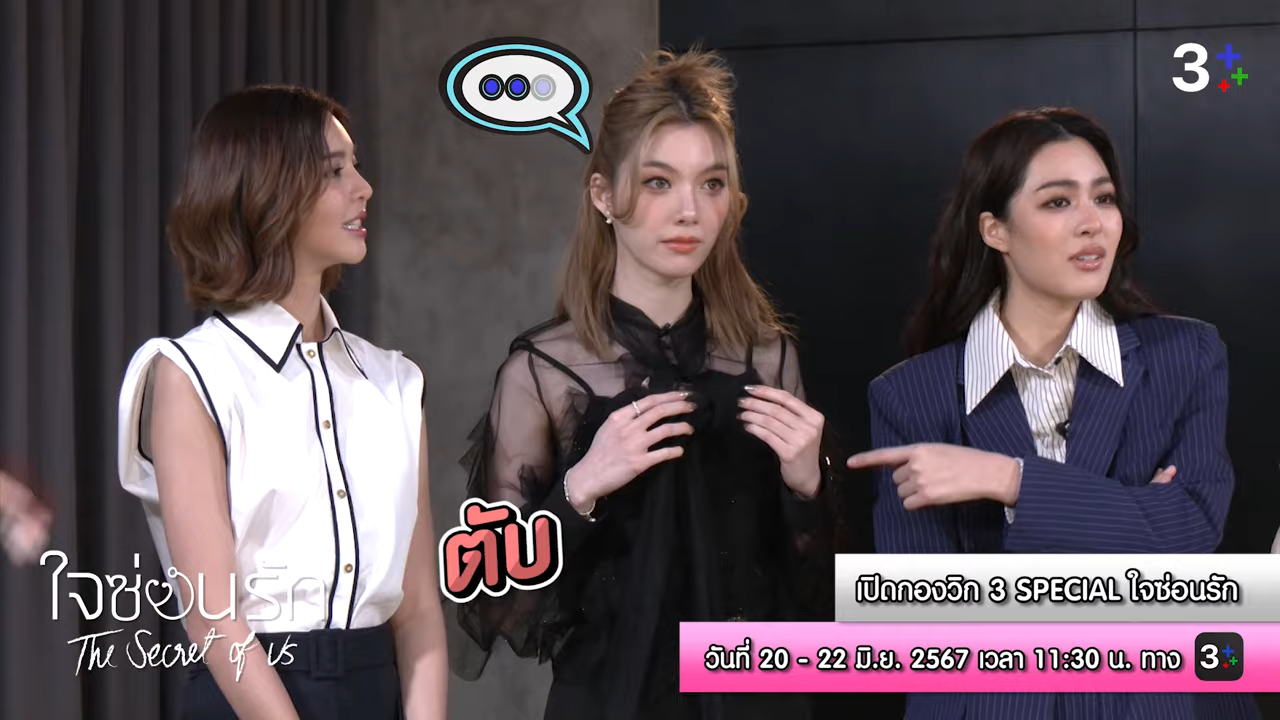 3
ตับ
ใจซ่อนรัก
The Secret of Us
เปิดกองวิก 3 SPECIAL ใจซ่อนรัก
วันที่ 20 - 22 มิ.ย. 2567 เวลา 11:30 น. ทาง 3